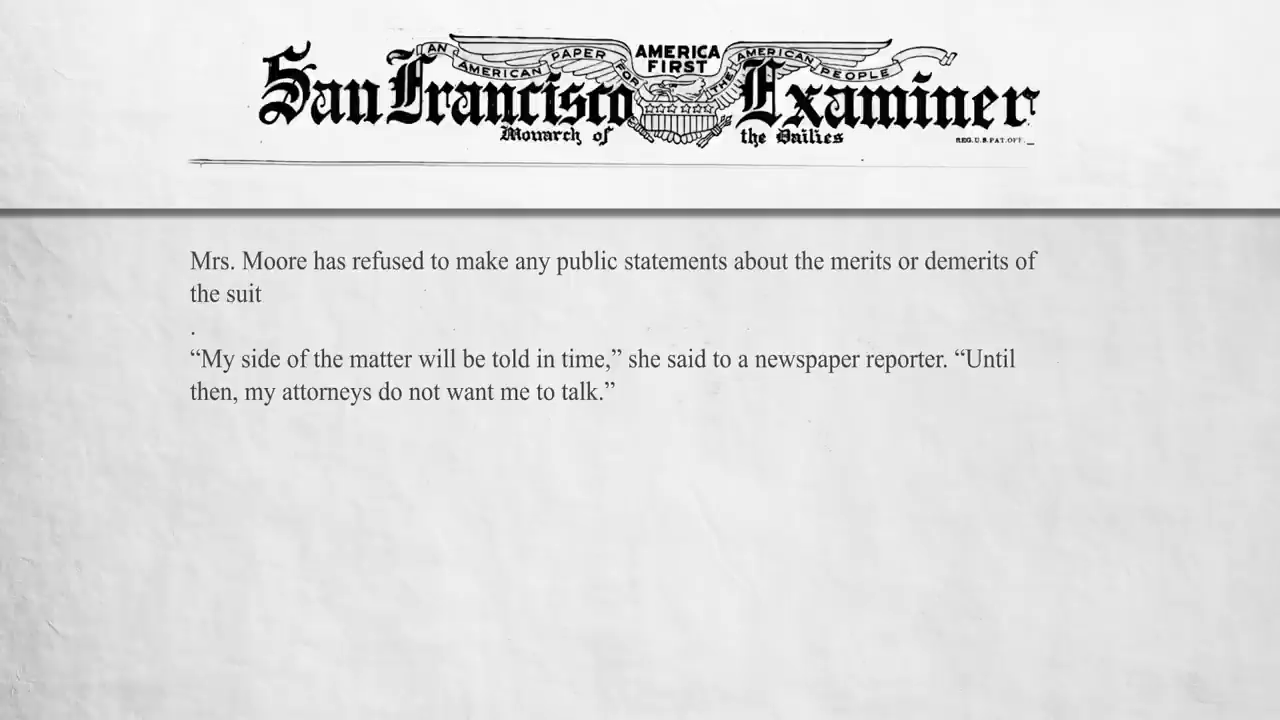 AN AMERICAN PAPER FOR THE AMERICAN PEOPLE
AMERICA
FIRST
San Francisco Examiner
Monarch of the Dailies
REG.U.S.PAT.OFF.
Mrs. Moore has refused to make any public statements about the merits or demerits of
the suit
.
“My side of the matter will be told in time,” she said to a newspaper reporter. “Until
then, my attorneys do not want me to talk.”